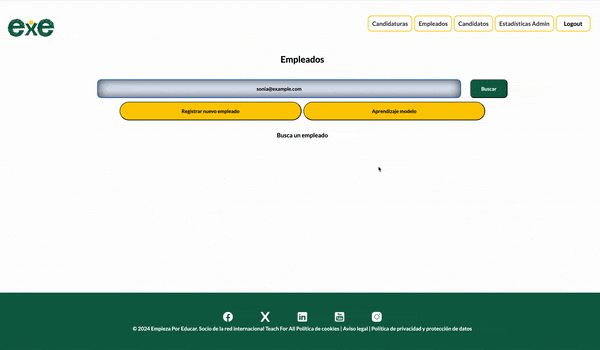 exe
Candidaturas Empleados Candidatos Estadísticas Admin Logout
Empleados
sonia@example.com Buscar
Registrar nuevo empleado Aprendizaje modelo
Busca un empleado
© 2024 Empieza Por Educar. Socio de la red internacional Teach For All Política de cookies | Aviso legal | Política de privacidad y protección de datos